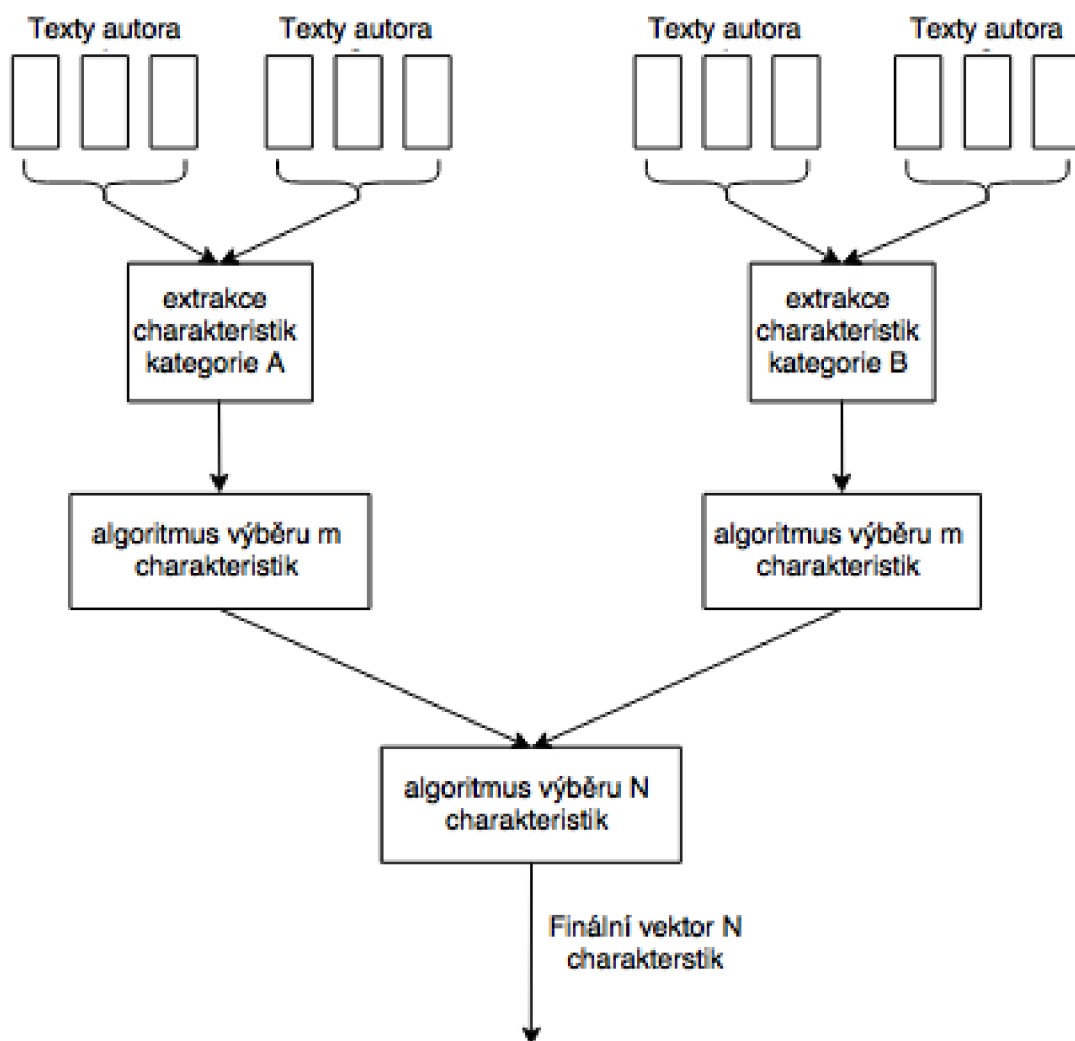 Texty autora
Texty autora
Texty autora
Texty autora
extrakce
charakteristik
kategorie A
extrakce
charakteristik
kategorie B
algoritmus výběru m
charakteristik
algoritmus výběru m
charakteristik
algoritmus výběru N
charakteristik
Finální vektor N
charakterstik